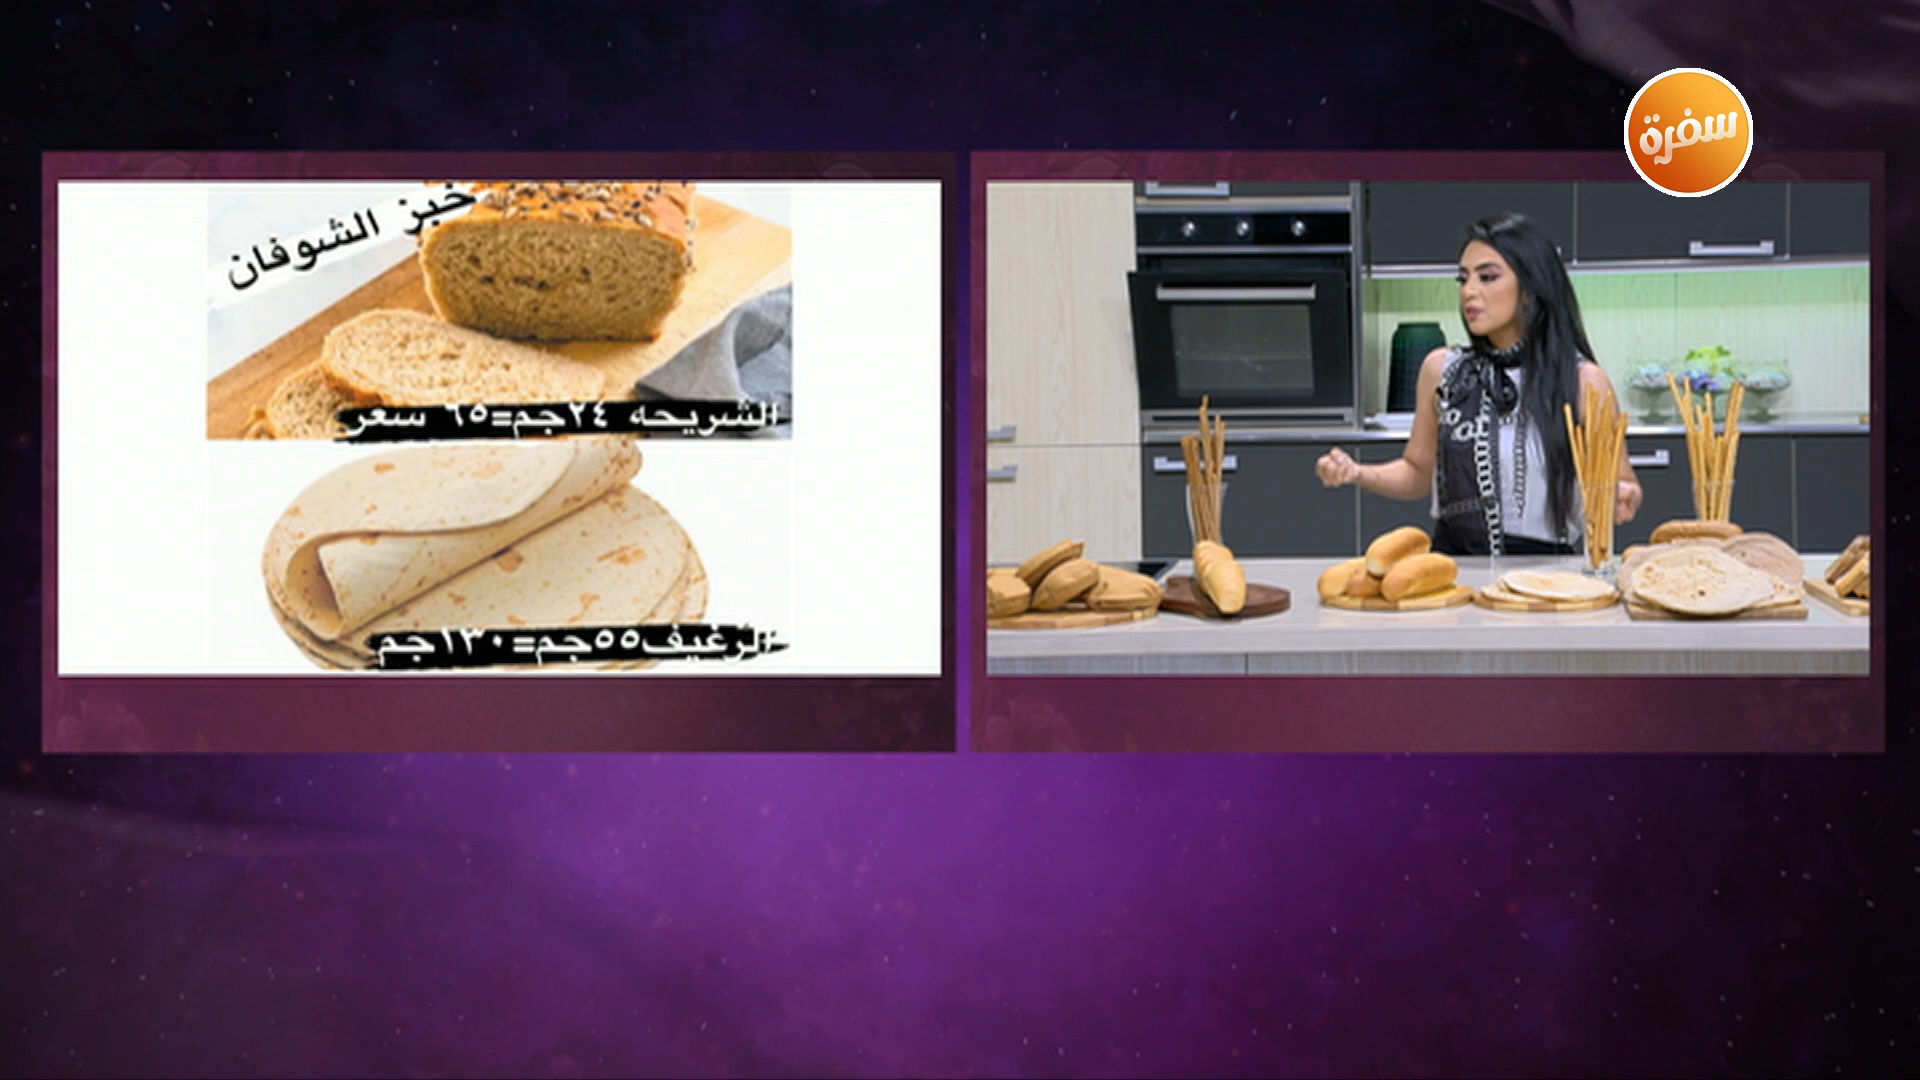 سفرة
خبز الشوفان
الشريحه ٢٤جم=٦٥ سعر
الرغيف٥٥جم=١٣٠جم